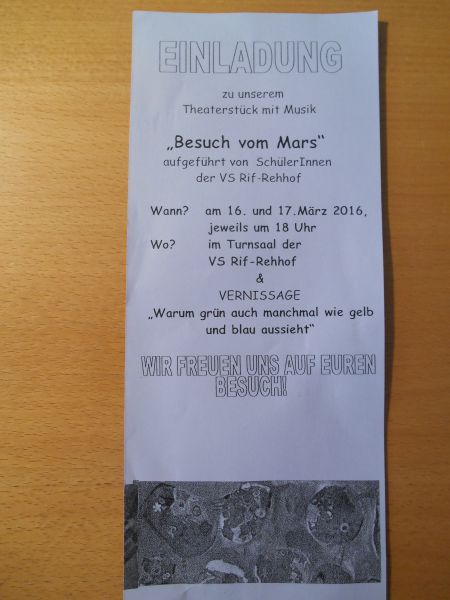 EINLADUNG
zu unserem
Theaterstück mit Musik
„Besuch vom Mars“
aufgeführt von SchülerInnen
der VS Rif-Rehhof
Wann? am 16. und 17.März 2016,
jeweils um 18 Uhr
Wo? im Turnsaal der
VS Rif-Rehhof
&
VERNISSAGE
„Warum grün auch manchmal wie gelb
und blau aussieht“
WIR FREUEN UNS AUF EUREN
BESUCH!